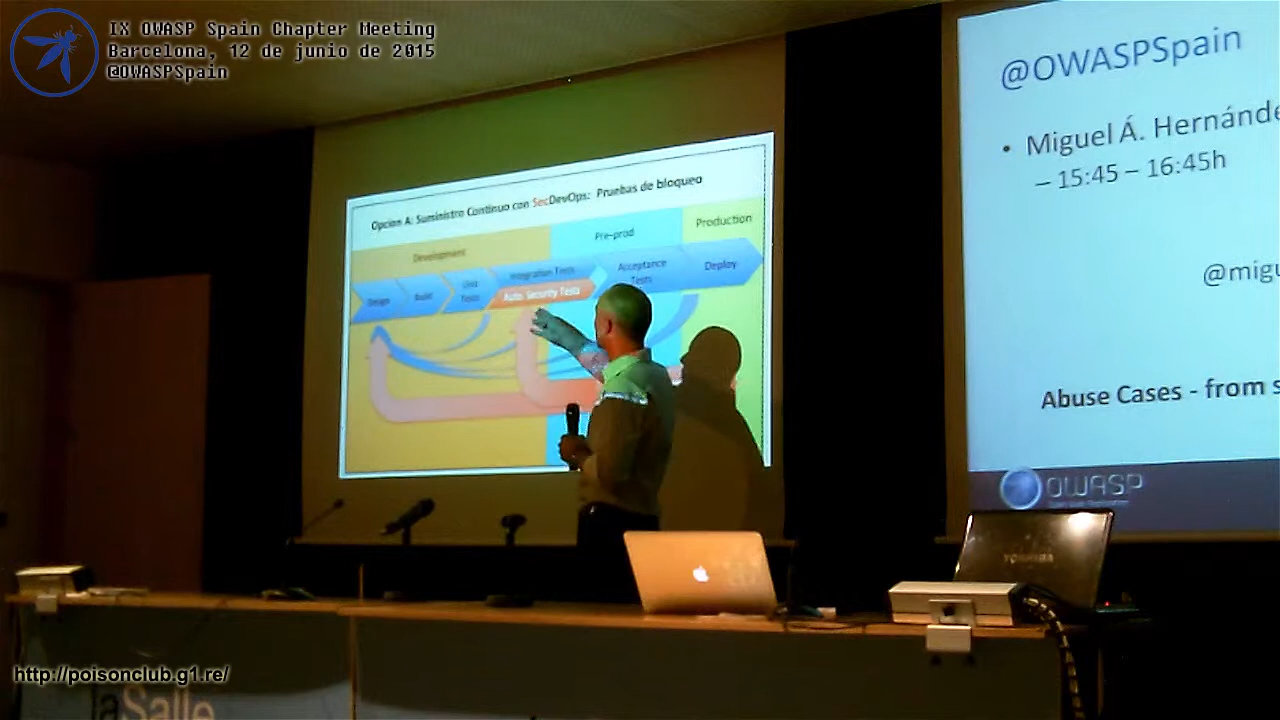 IX OWASP Spain Chapter Meeting
Barcelona, 12 de junio de 2015
@OWASPSpain
Opcion A: Suministro Continuo con SecDevOps: Pruebas de bloqueo
Development
Pre-prod
Production
Design
Build
Unit
Tests
Integration Tests
Auto. Security Tests
Acceptance
Tests
Deploy
@OWASPSpain
• Miguel Á. Hernánde
– 15:45 – 16:45h
@migu
Abuse Cases - from s
OWASP
TOSHIBA
http://poisonclub.g1.re/
laSalle